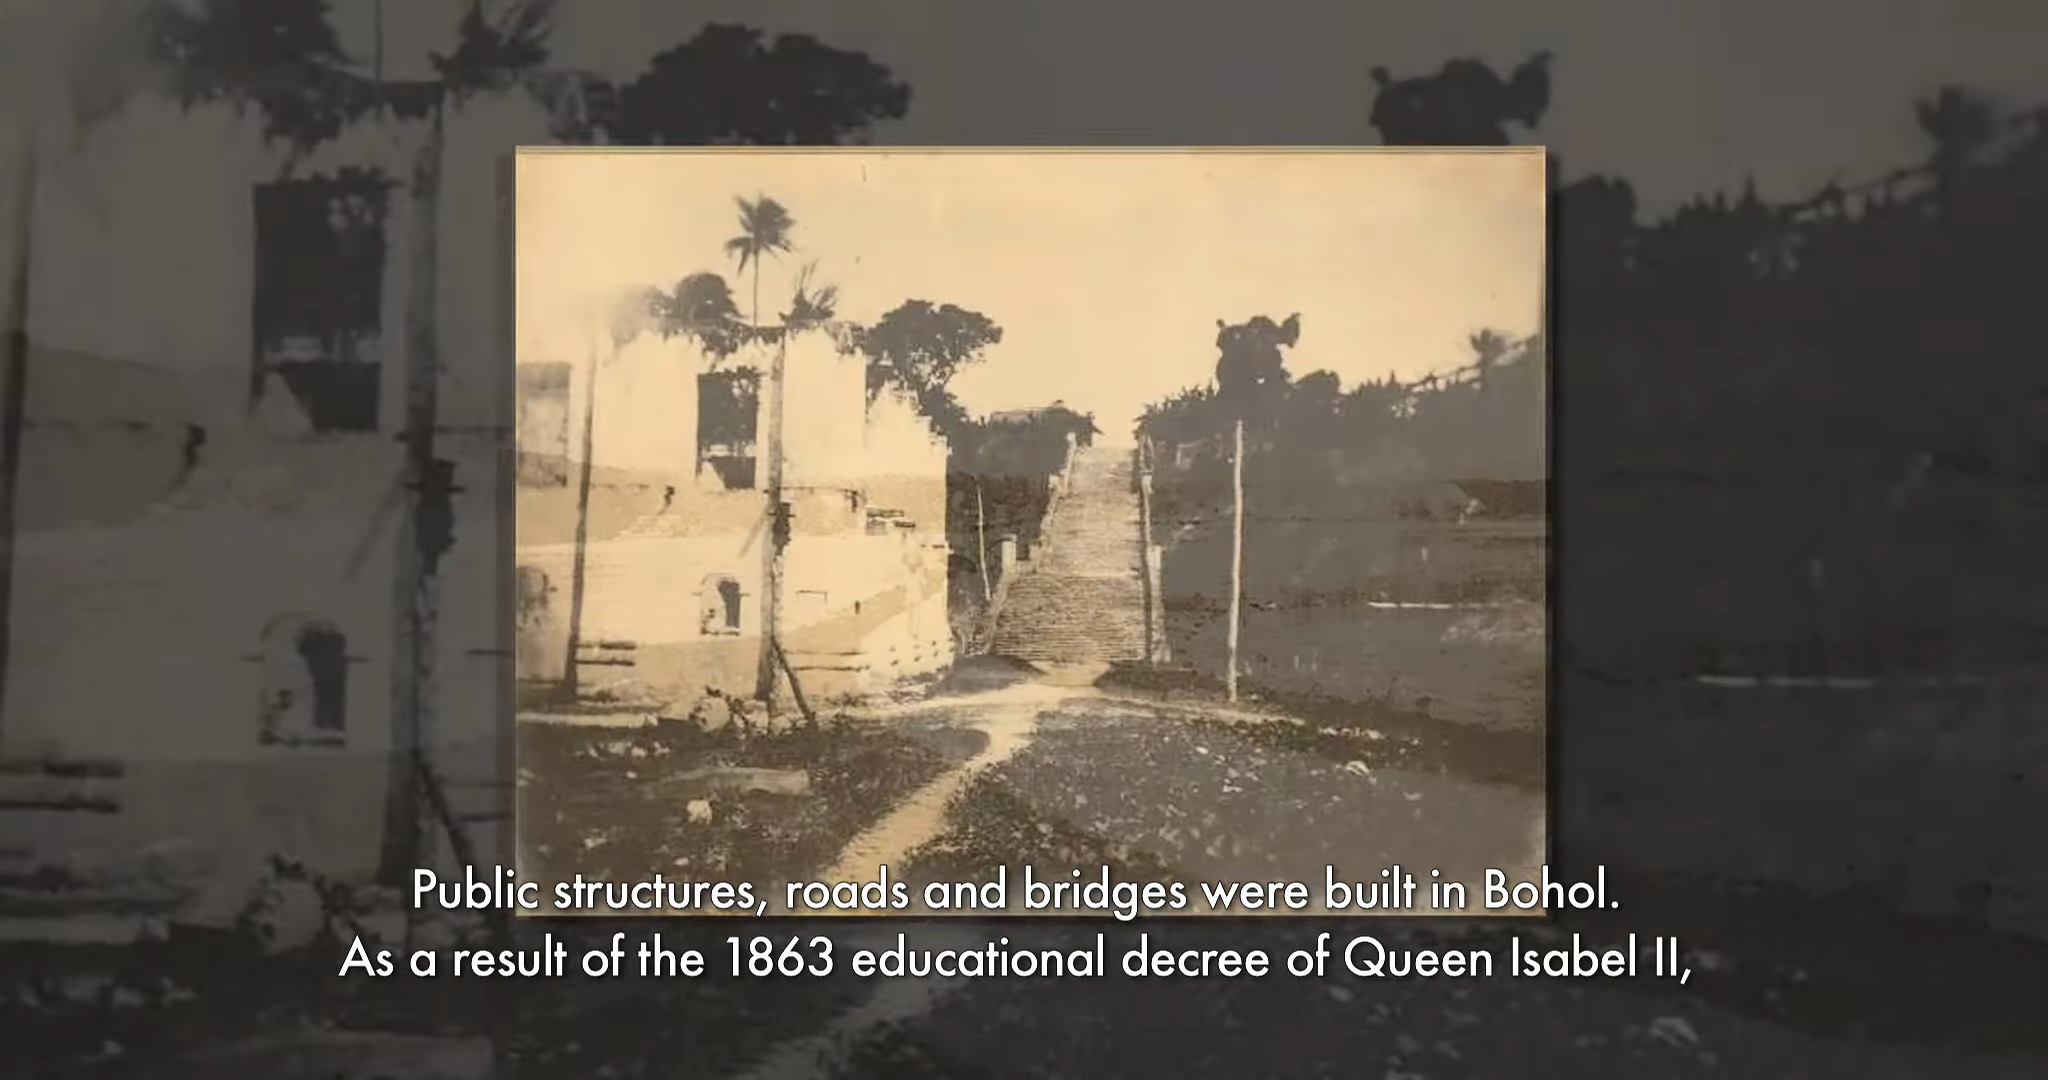 Public structures, roads and bridges were built in Bohol.
As a result of the 1863 educational decree of Queen Isabel II,